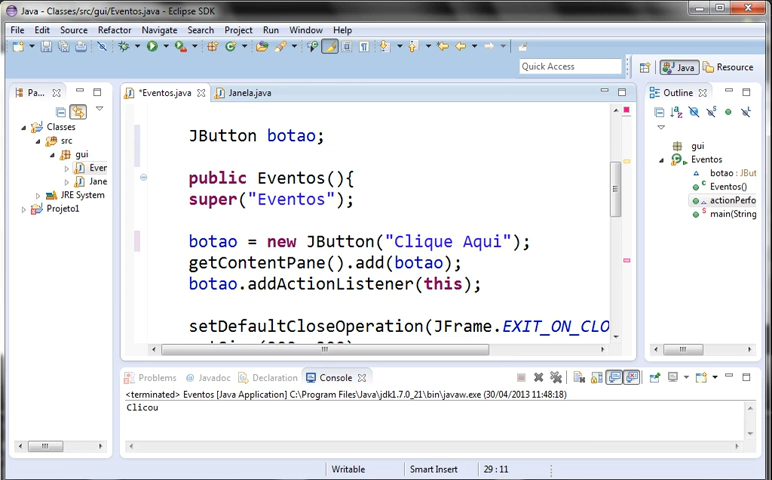 Java - Classes/src/gui/Eventos.java - Eclipse SDK
File Edit Source Refactor Navigate Search Project Run Window Help
Quick Access
Java
Resource
Pa...
*Eventos.java
Janela.java
Outline
Classes
src
gui
Ever
Jane
JRE System
Projeto1
JButton botao;
public Eventos(){
super("Eventos");
botao = new JButton("Clique Aqui");
getContentPane().add(botao);
botao.addActionListener(this);
setDefaultCloseOperation(JFrame.EXIT_ON_CLO
gui
Eventos
botao : JBut
Eventos()
actionPerfo
main(String
Problems
Javadoc
Declaration
Console
<terminated> Eventos [Java Application] C:\Program Files\Java\jdk1.7.0_21\bin\javaw.exe (30/04/2013 11:48:18)
Clicou
Writable
Smart Insert
29 : 11